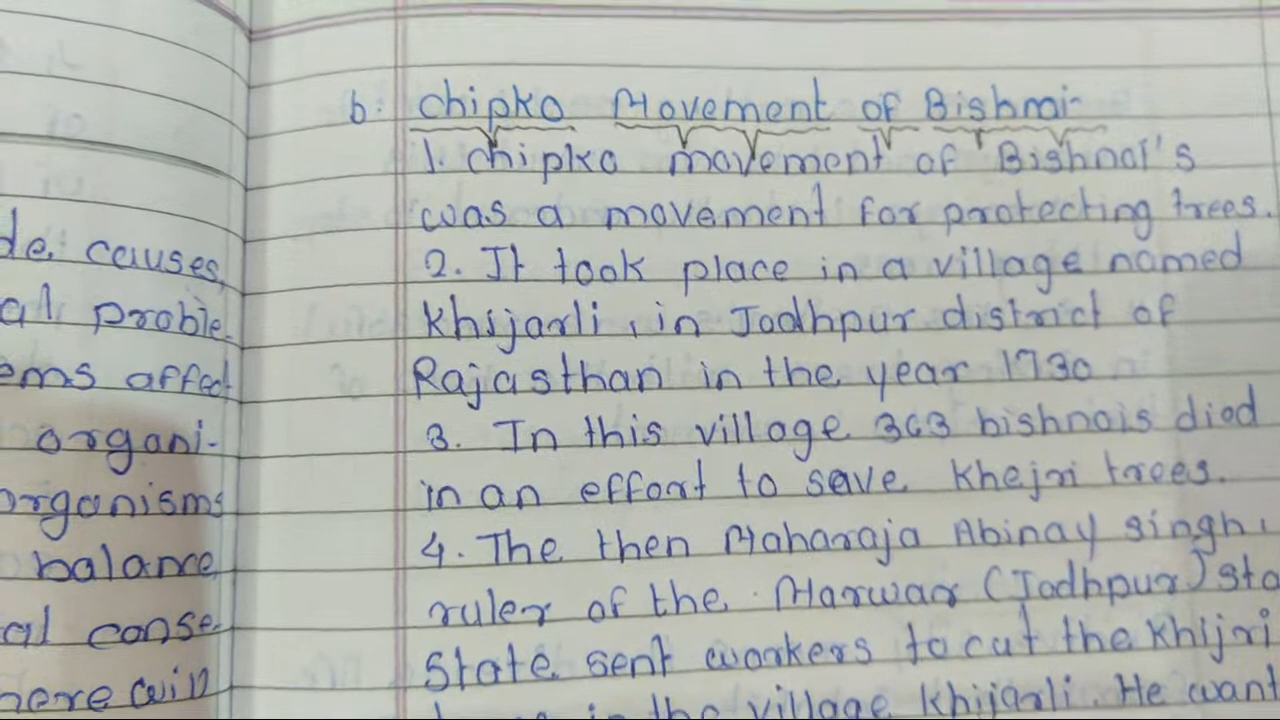 de. causes,
al proble.
ems affect
organi-
organisms
balance
al conse.
here will
b. chipko Movement of Bishnoi-
1. chipko movement of Bishnoi's
was a movement for protecting trees.
2. It took place in a village named
Khijarli, in Jodhpur district of
Rajasthan in the year 1730
3. In this village 363 bishnois died
in an effort to save Khejri trees.
4. The then Maharaja Abinay singh,
ruler of the Marwar (Jodhpur) sta
State sent workers to cut the Khijri
in the village Khijarli. He want